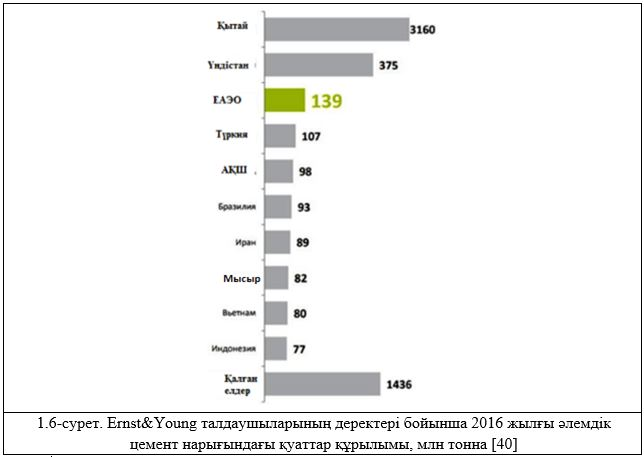 Қытай 3160
Үндістан 375
ЕАЭО 139
Түркия 107
АҚШ 98
Бразилия 93
Иран 89
Мысыр 82
Вьетнам 80
Индонезия 77
Қалған
елдер 1436
1.6-сурет. Ernst&Young талдаушыларының деректері бойынша 2016 жылғы әлемдік
цемент нарығындағы қуаттар құрылымы, млн тонна [40]